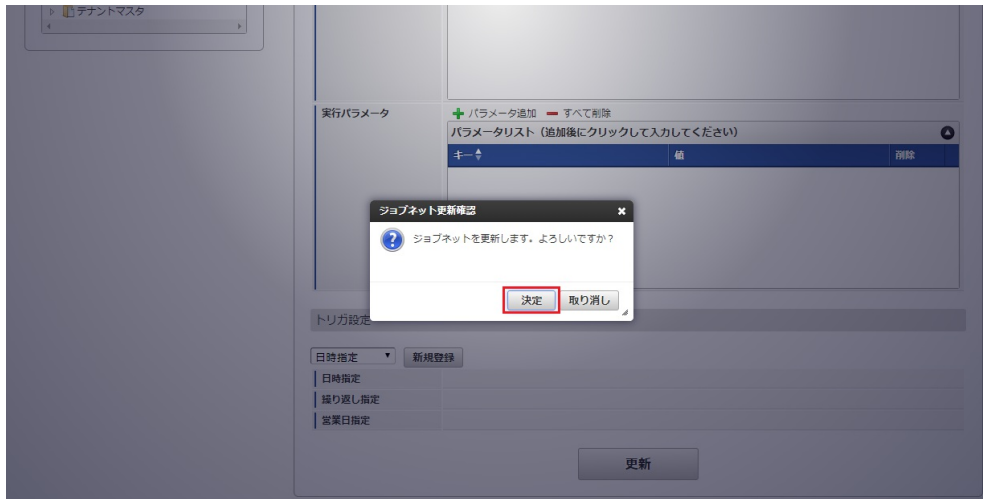 テナントマスタ
実行パラメータ
パラメータ追加 すべて削除
パラメータリスト（追加後にクリックして入力してください）
キー 値 削除
ジョブネット更新確認
ジョブネットを更新します。よろしいですか？
決定 取り消し
トリガ設定
日時指定 新規登録
日時指定
繰り返し指定
営業日指定
更新